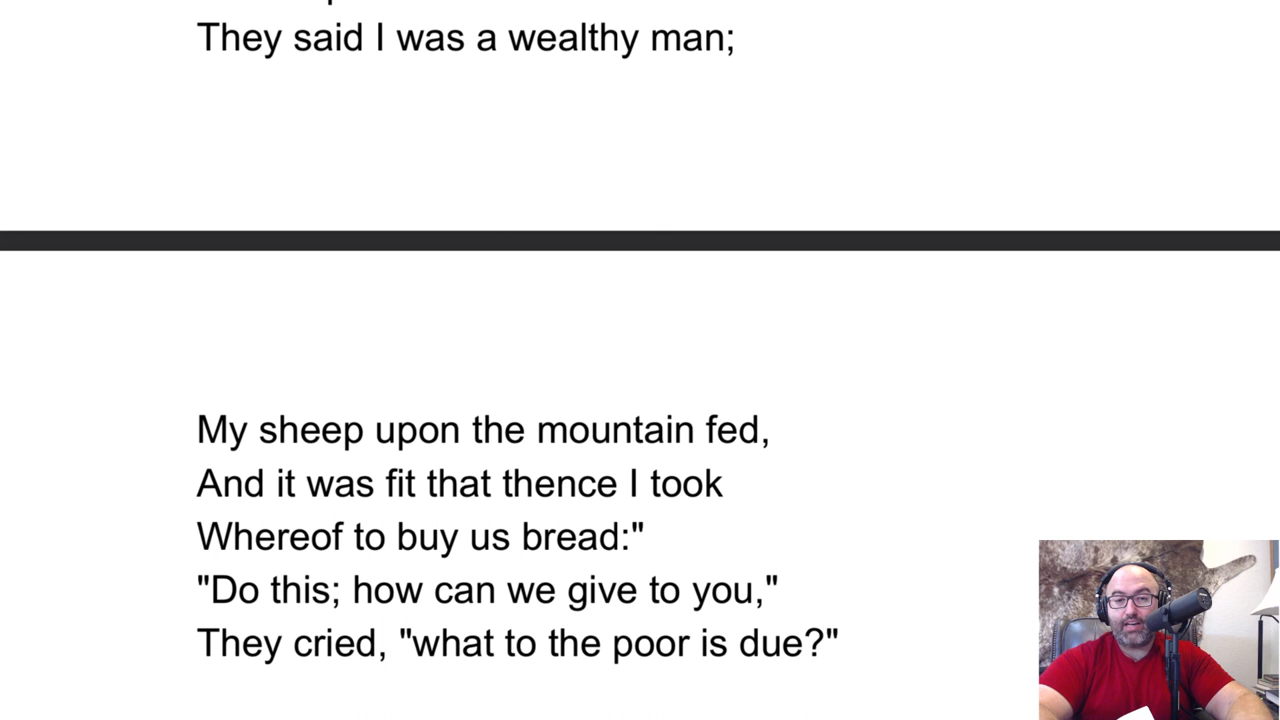 They said I was a wealthy man;
My sheep upon the mountain fed,
And it was fit that thence I took
Whereof to buy us bread:"
"Do this; how can we give to you,"
They cried, "what to the poor is due?"